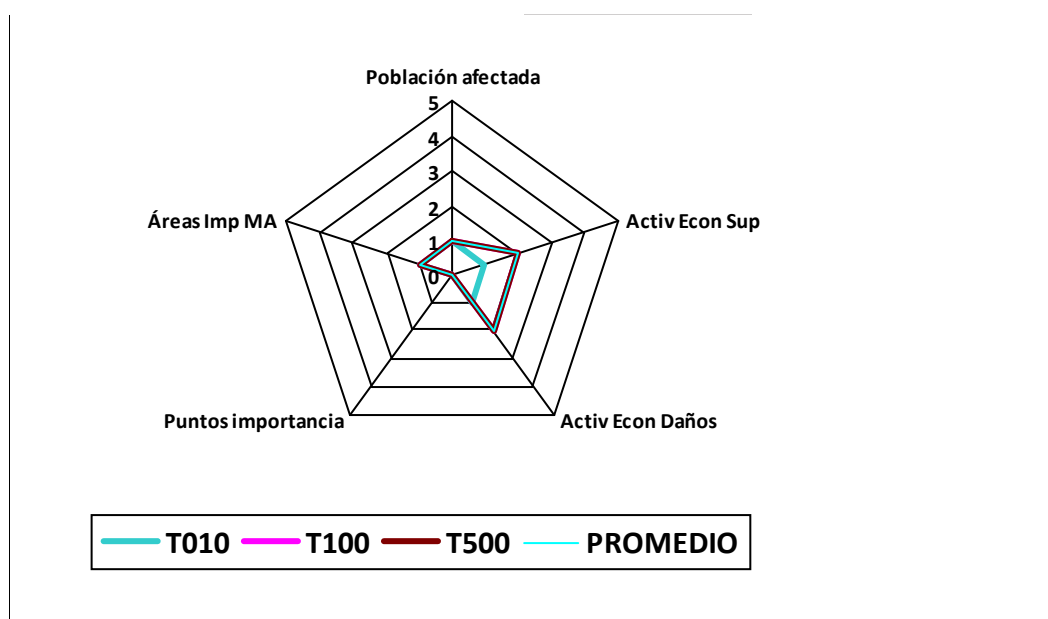 Población afectada
5
4
3
2
1
0
Áreas Imp MA
Activ Econ Sup
Puntos importancia
Activ Econ Daños
T010 T100 T500 PROMEDIO